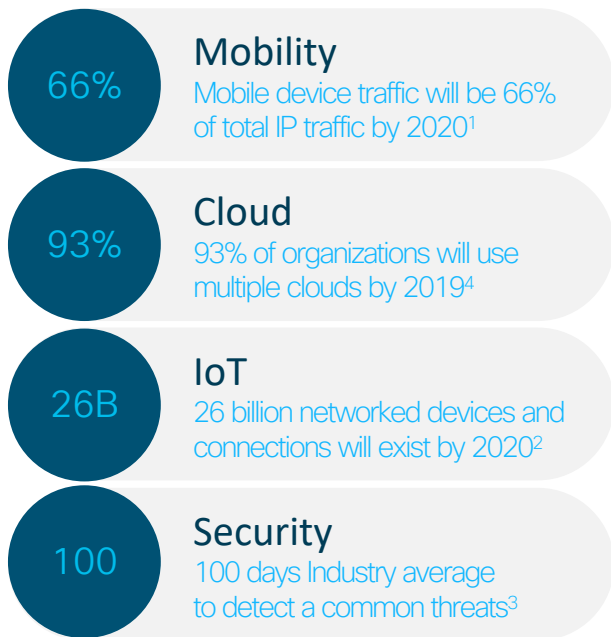 66%
Mobility
Mobile device traffic will be 66%
of total IP traffic by 2020¹
93%
Cloud
93% of organizations will use
multiple clouds by 2019⁴
26B
IoT
26 billion networked devices and
connections will exist by 2020²
100
Security
100 days Industry average
to detect a common threats³